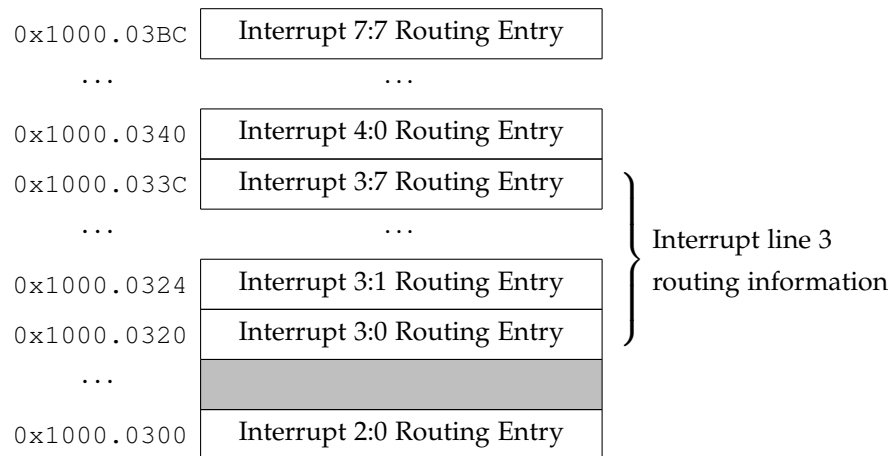 0x1000.03BC Interrupt 7:7 Routing Entry
... ...
0x1000.0340 Interrupt 4:0 Routing Entry
0x1000.033C Interrupt 3:7 Routing Entry
... ...
Interrupt line 3
routing information
0x1000.0324 Interrupt 3:1 Routing Entry
0x1000.0320 Interrupt 3:0 Routing Entry
...
0x1000.0300 Interrupt 2:0 Routing Entry